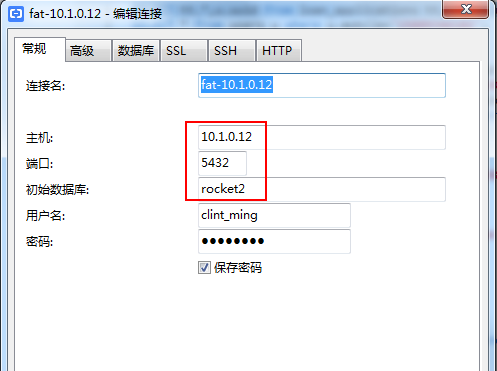 fat-10.1.0.12 - 编辑连接
常规 高级 数据库 SSL SSH HTTP
连接名: fat-10.1.0.12
主机: 10.1.0.12
端口: 5432
初始数据库: rocket2
用户名: clint_ming
密码: ●●●●●●●●
保存密码